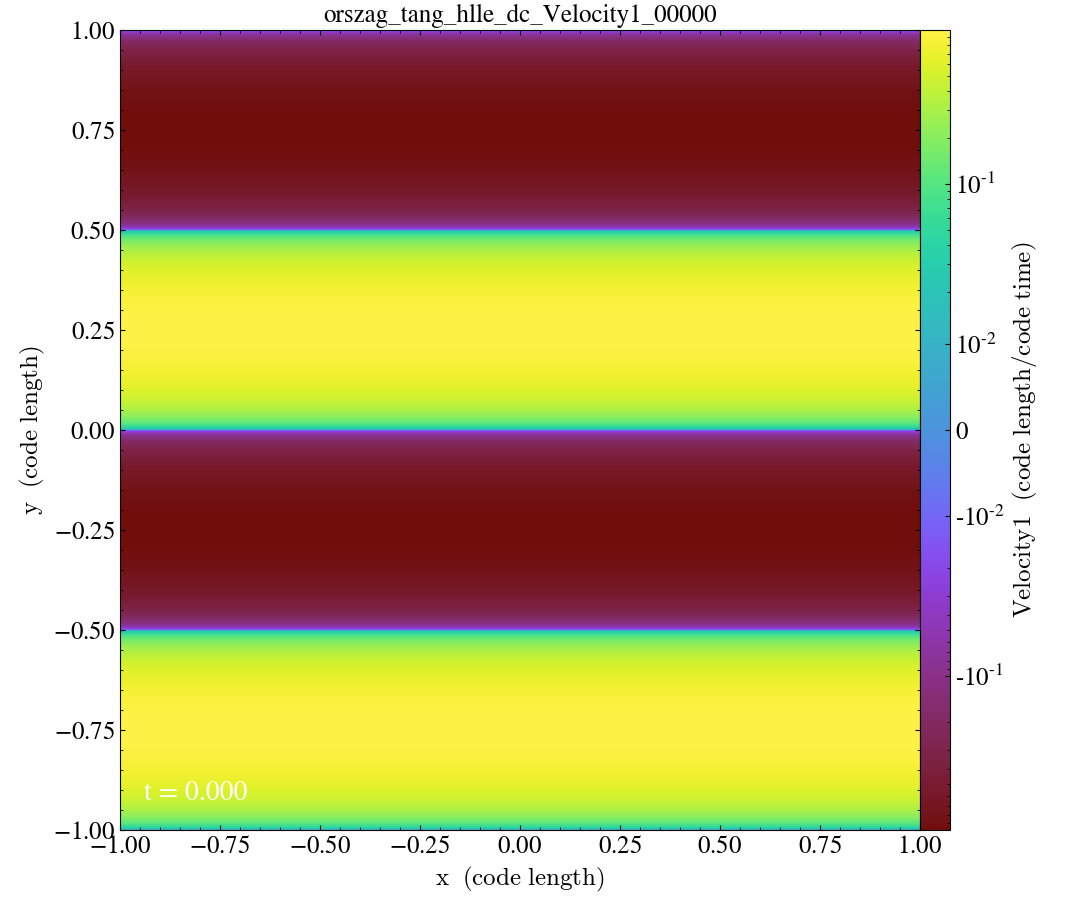 orszag_tang_hlle_dc_Velocity1_00000
1.00
0.75
0.50
0.25
0.00
−0.25
−0.50
−0.75
−1.00
y (code length)
t = 0.000
−1.00 −0.75 −0.50 −0.25 0.00 0.25 0.50 0.75 1.00
x (code length)
10-1
10-2
0
-10-2
-10-1
Velocity1 (code length/code time)